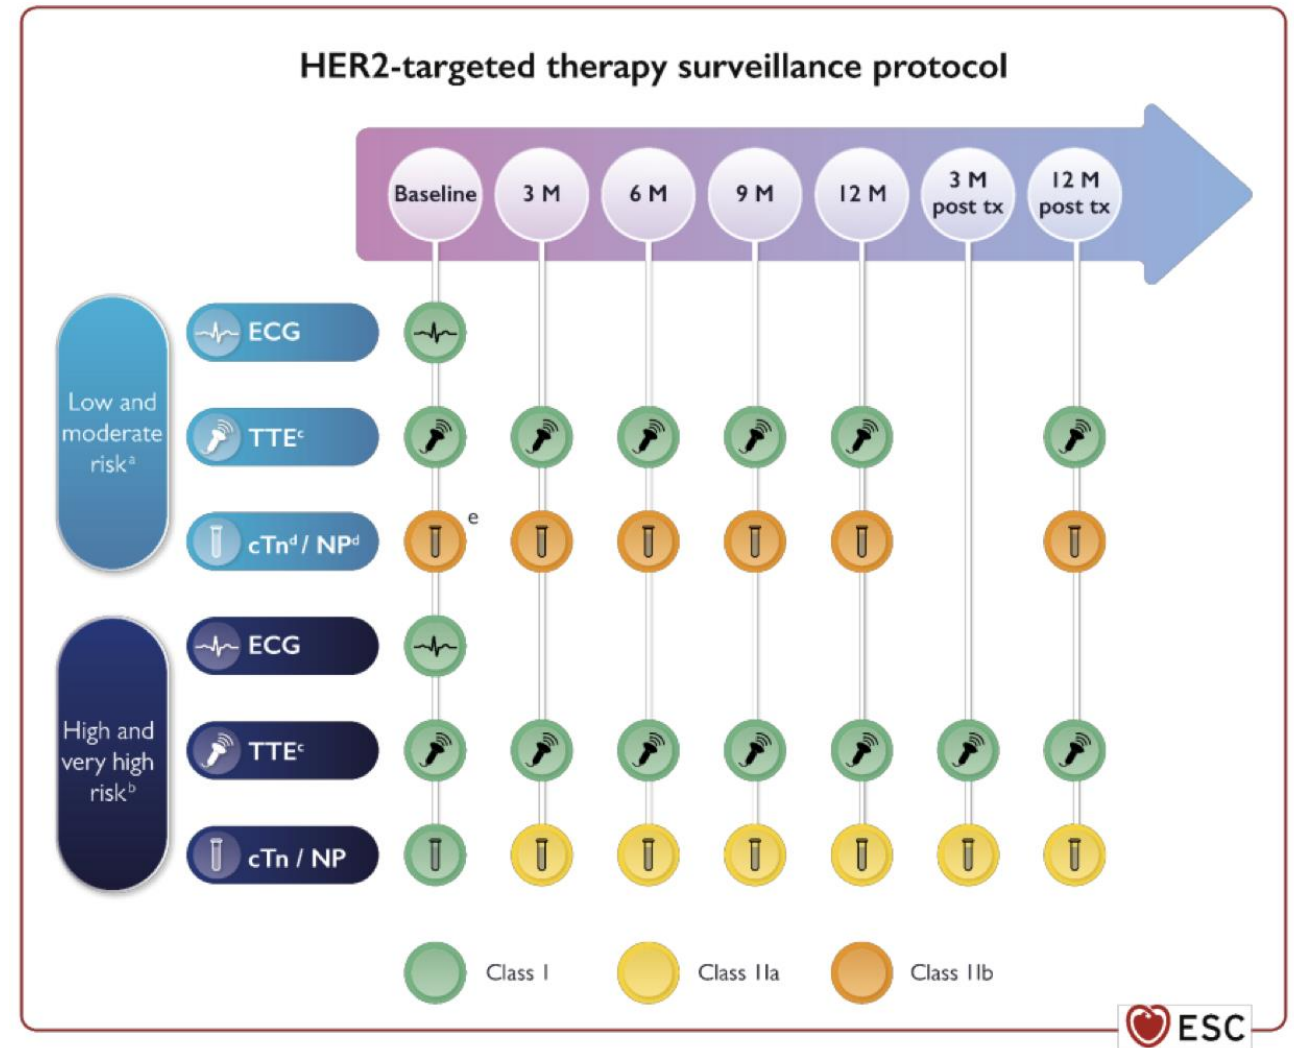 HER2-targeted therapy surveillance protocol
Baseline
3 M
6 M
9 M
12 M
3 M
post tx
12 M
post tx
Low and
moderate
riskᵃ
ECG
TTEᶜ
cTnᵈ / NPᵈ
e
High and
very high
riskᵇ
ECG
TTEᶜ
cTn / NP
Class I
Class IIa
Class IIb
ESC